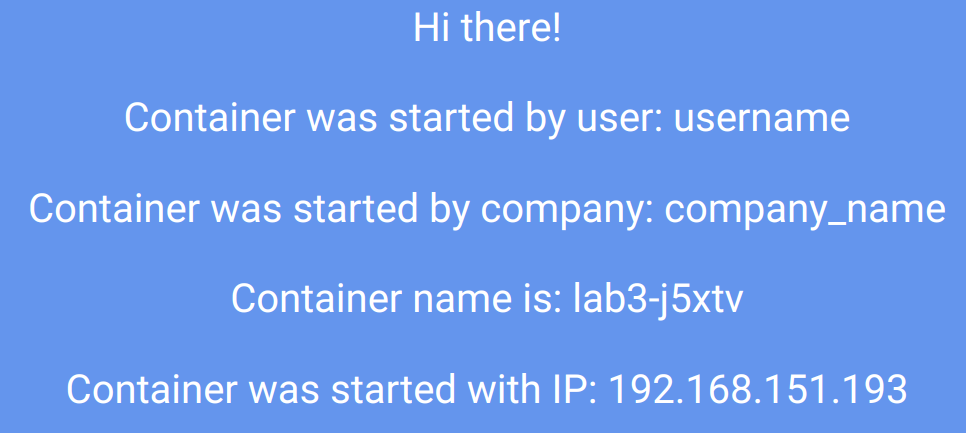 Hi there!
Container was started by user: username
Container was started by company: company_name
Container name is: lab3-j5xtv
Container was started with IP: 192.168.151.193